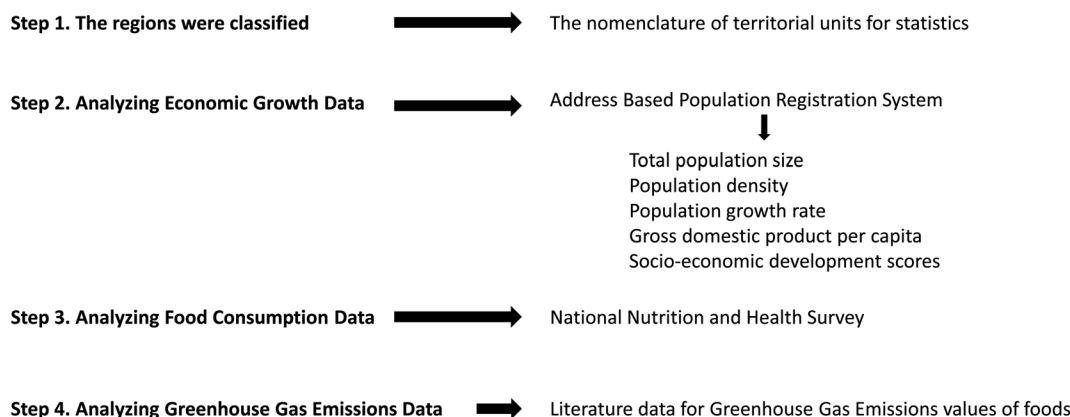 Step 1. The regions were classified
The nomenclature of territorial units for statistics
Step 2. Analyzing Economic Growth Data
Address Based Population Registration System
Total population size
Population density
Population growth rate
Gross domestic product per capita
Socio-economic development scores
Step 3. Analyzing Food Consumption Data
National Nutrition and Health Survey
Step 4. Analyzing Greenhouse Gas Emissions Data
Literature data for Greenhouse Gas Emissions values of foods